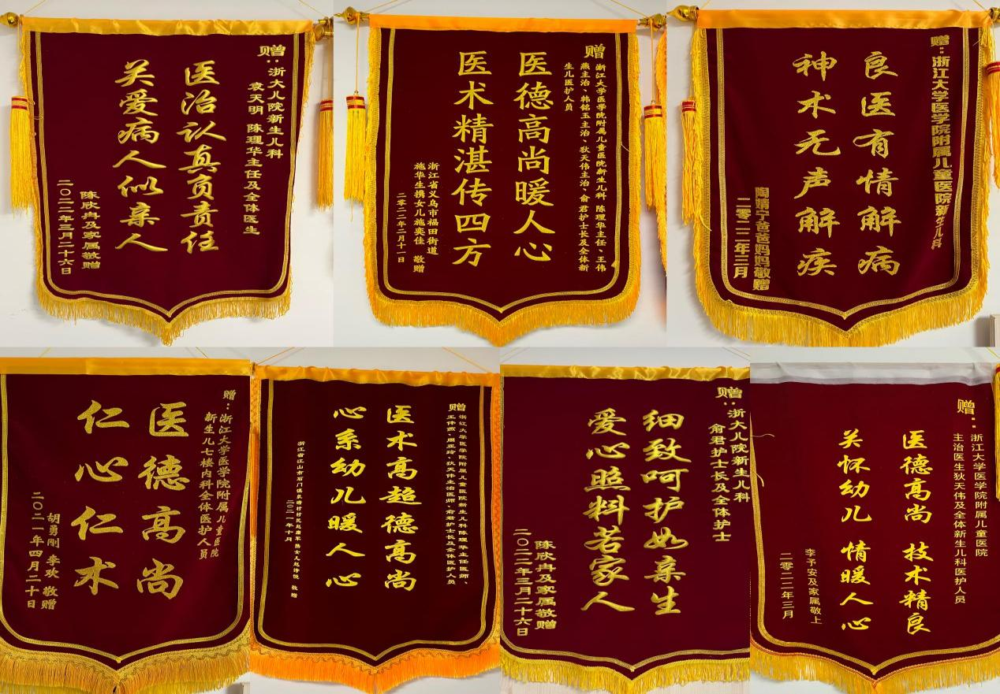 赠:浙大儿院新生儿科
袁天明 陈理华主任及全体医生
医治认真负责任
关爱病人似亲人
陈欣冉及家属敬赠
二〇二二年三月二十六日
赠
浙江大学医学院附属儿童医院新生儿科 陈理华主任、王伟
燕主治、韩铭玉主治、狄天伟主治、俞君护士长及全体新
生儿医护人员
医德高尚暖人心
医术精湛传四方
浙江省义乌市福田街道
施华生携女儿施奕佳 敬赠
二零二二年二月十一日
赠:浙江大学医学院附属儿童医院新生儿科
良医有情解病
神术无声解疾
陶婧宁爸爸妈妈敬赠
二零二二年三月
赠:浙江大学医学院附属儿童医院
新生儿七楼内科全体医护人员
医德高尚
仁心仁术
胡勇刚 李欢 敬赠
二〇二一年四月二十日
赠
浙江大学医学院附属儿童医院新生儿科陈理华主任医师、
王伟燕、周亚玲、狄天伟主治医师、俞君护士长及全体医护人员
医术高超德高尚
心系幼儿暖人心
浙江省江山市石门镇 敬赠
二〇二一年十月
赠:浙大儿院新生儿科
俞君护士长及全体护士
细致呵护如亲生
爱心照料若家人
陈欣冉及家属敬赠
二〇二二年三月二十六日
赠:浙江大学医学院附属儿童医院
主治医生狄天伟及全体新生儿科医护人员
医德高尚 技术精良
关怀幼儿 情暖人心
李予安及家属敬上
二零二二年三月